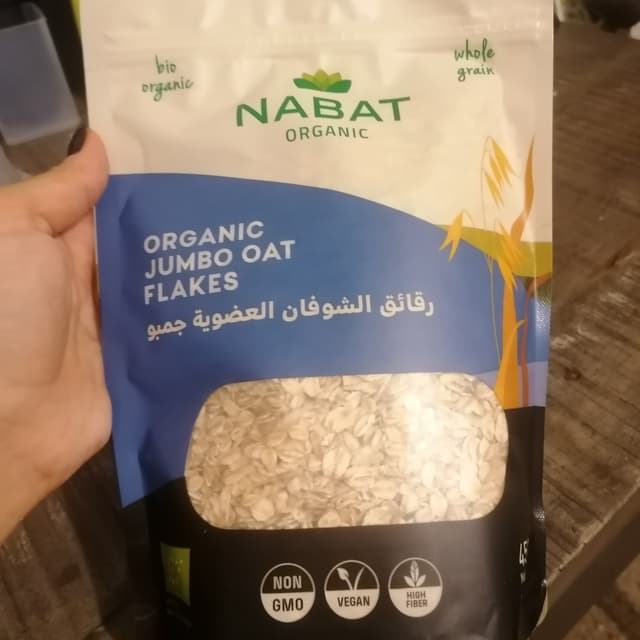 bio
organic
whole
grain
NABAT
ORGANIC
ORGANIC
JUMBO OAT
FLAKES
رقائق الشوفان العضوية جمبو
NON
GMO
VEGAN
HIGH
FIBER